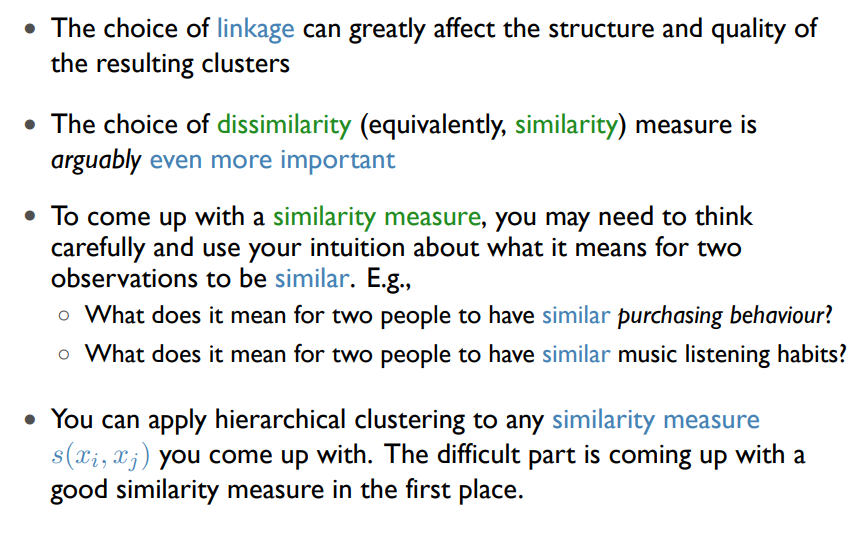 • The choice of linkage can greatly affect the structure and quality of
the resulting clusters
• The choice of dissimilarity (equivalently, similarity) measure is
arguably even more important
• To come up with a similarity measure, you may need to think
carefully and use your intuition about what it means for two
observations to be similar. E.g.,
◦ What does it mean for two people to have similar purchasing behaviour?
◦ What does it mean for two people to have similar music listening habits?
• You can apply hierarchical clustering to any similarity measure
s(xᵢ, xⱼ) you come up with. The difficult part is coming up with a
good similarity measure in the first place.